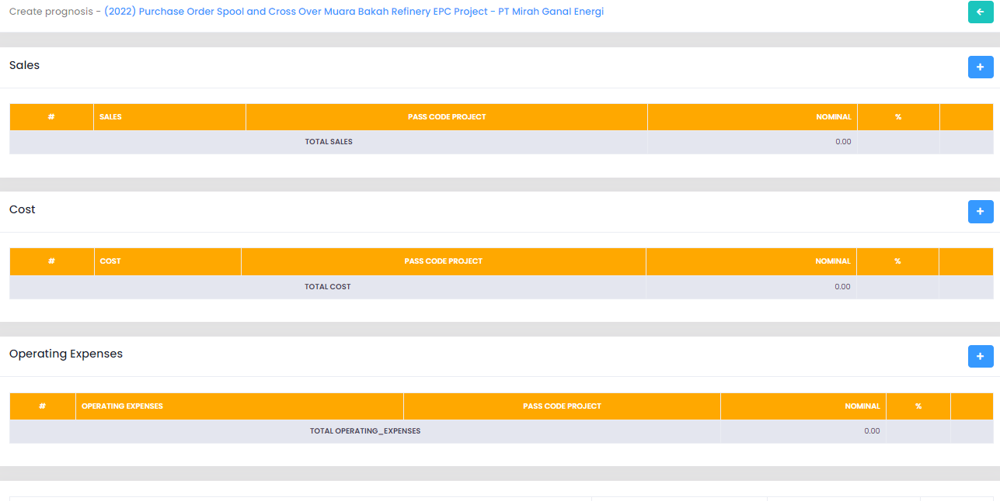 Create prognosis - (2022) Purchase Order Spool and Cross Over Muara Bakah Refinery EPC Project - PT Mirah Ganal Energi
Sales
# SALES PASS CODE PROJECT NOMINAL %
TOTAL SALES 0.00
Cost
# COST PASS CODE PROJECT NOMINAL %
TOTAL COST 0.00
Operating Expenses
# OPERATING EXPENSES PASS CODE PROJECT NOMINAL %
TOTAL OPERATING_EXPENSES 0.00